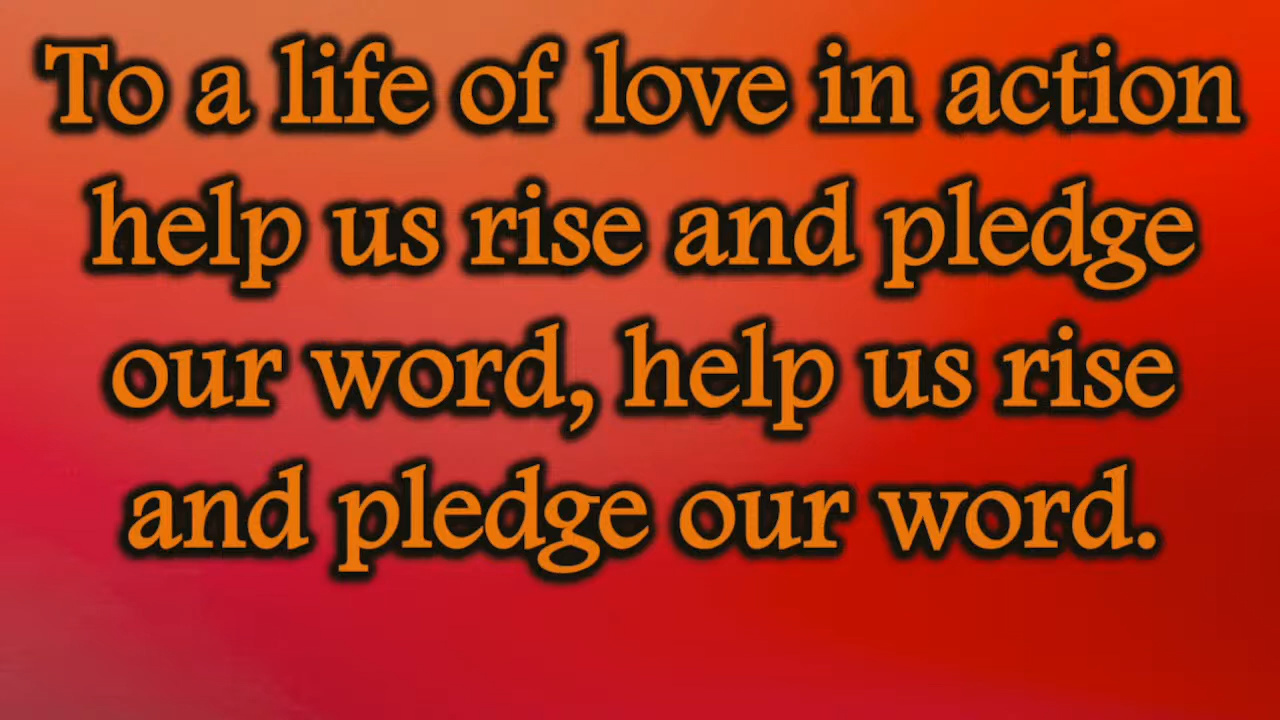 To a life of love in action
help us rise and pledge
our word, help us rise
and pledge our word.